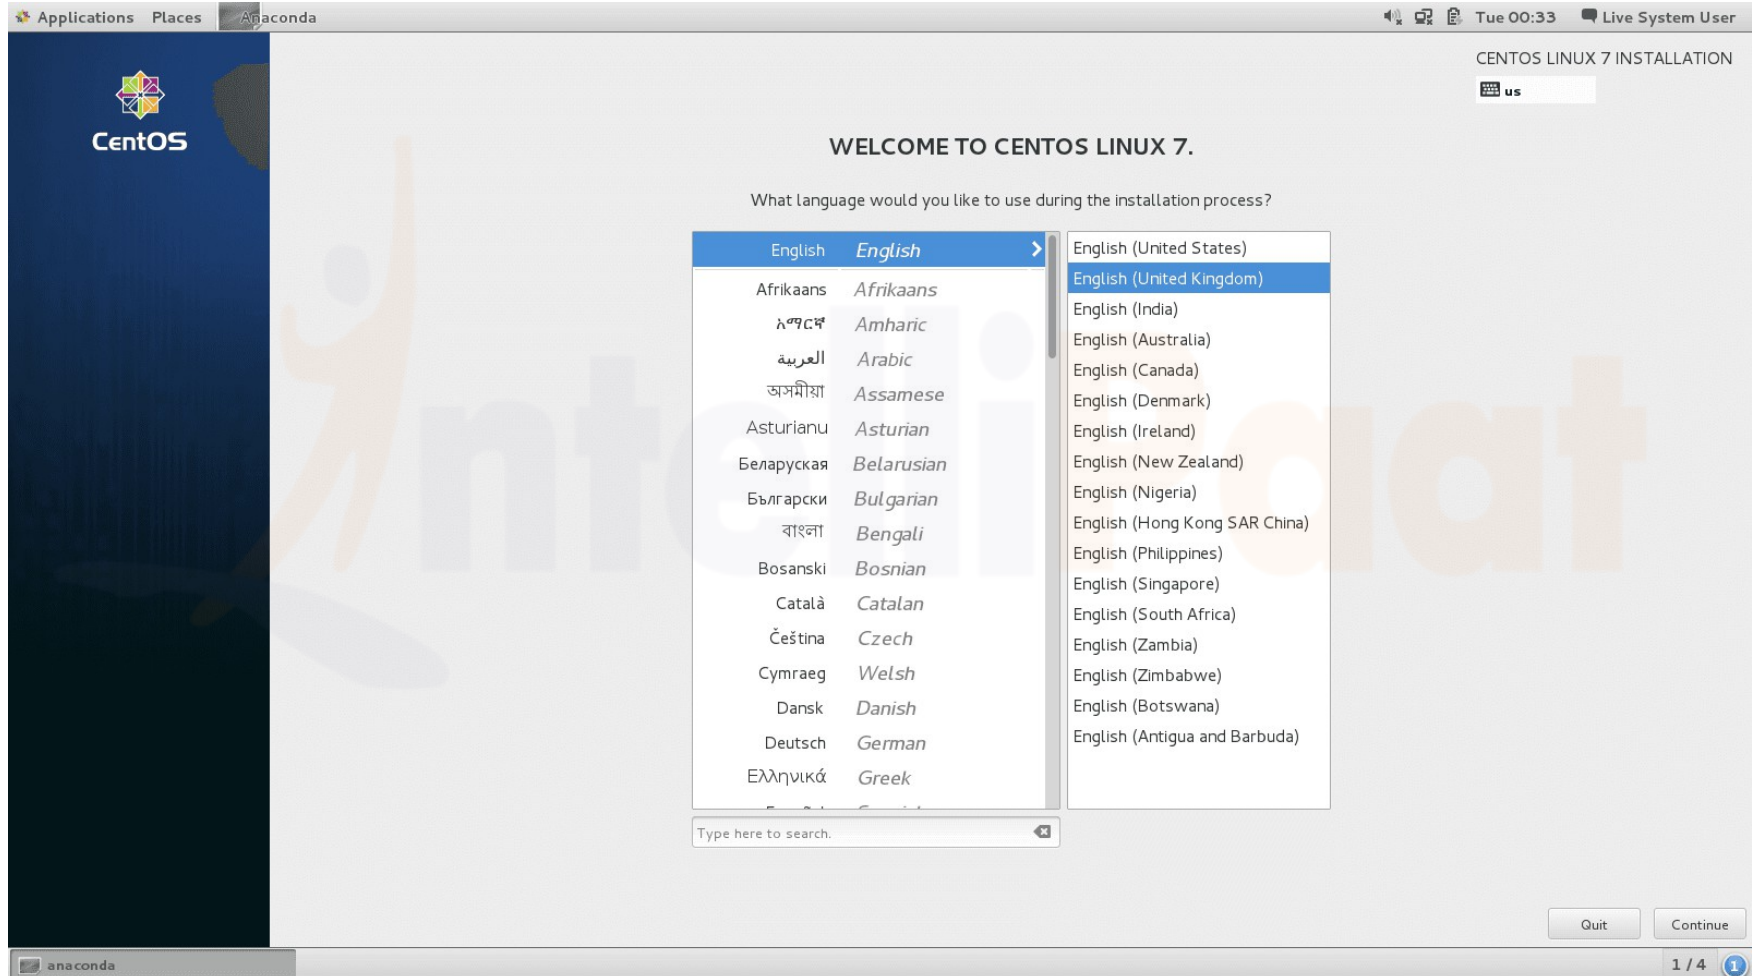 Applications Places Anaconda Tue 00:33 Live System User
CentOS
CENTOS LINUX 7 INSTALLATION
us
WELCOME TO CENTOS LINUX 7.
What language would you like to use during the installation process?
English English
Afrikaans Afrikaans
አማርኛ Amharic
العربية Arabic
অসমীয়া Assamese
Asturianu Asturian
Беларуская Belarusian
Български Bulgarian
বাংলা Bengali
Bosanski Bosnian
Català Catalan
Čeština Czech
Cymraeg Welsh
Dansk Danish
Deutsch German
Ελληνικά Greek
English (United States)
English (United Kingdom)
English (India)
English (Australia)
English (Canada)
English (Denmark)
English (Ireland)
English (New Zealand)
English (Nigeria)
English (Hong Kong SAR China)
English (Philippines)
English (Singapore)
English (South Africa)
English (Zambia)
English (Zimbabwe)
English (Botswana)
English (Antigua and Barbuda)
Type here to search.
IntelliPaat
Quit Continue
anaconda 1 / 4 1